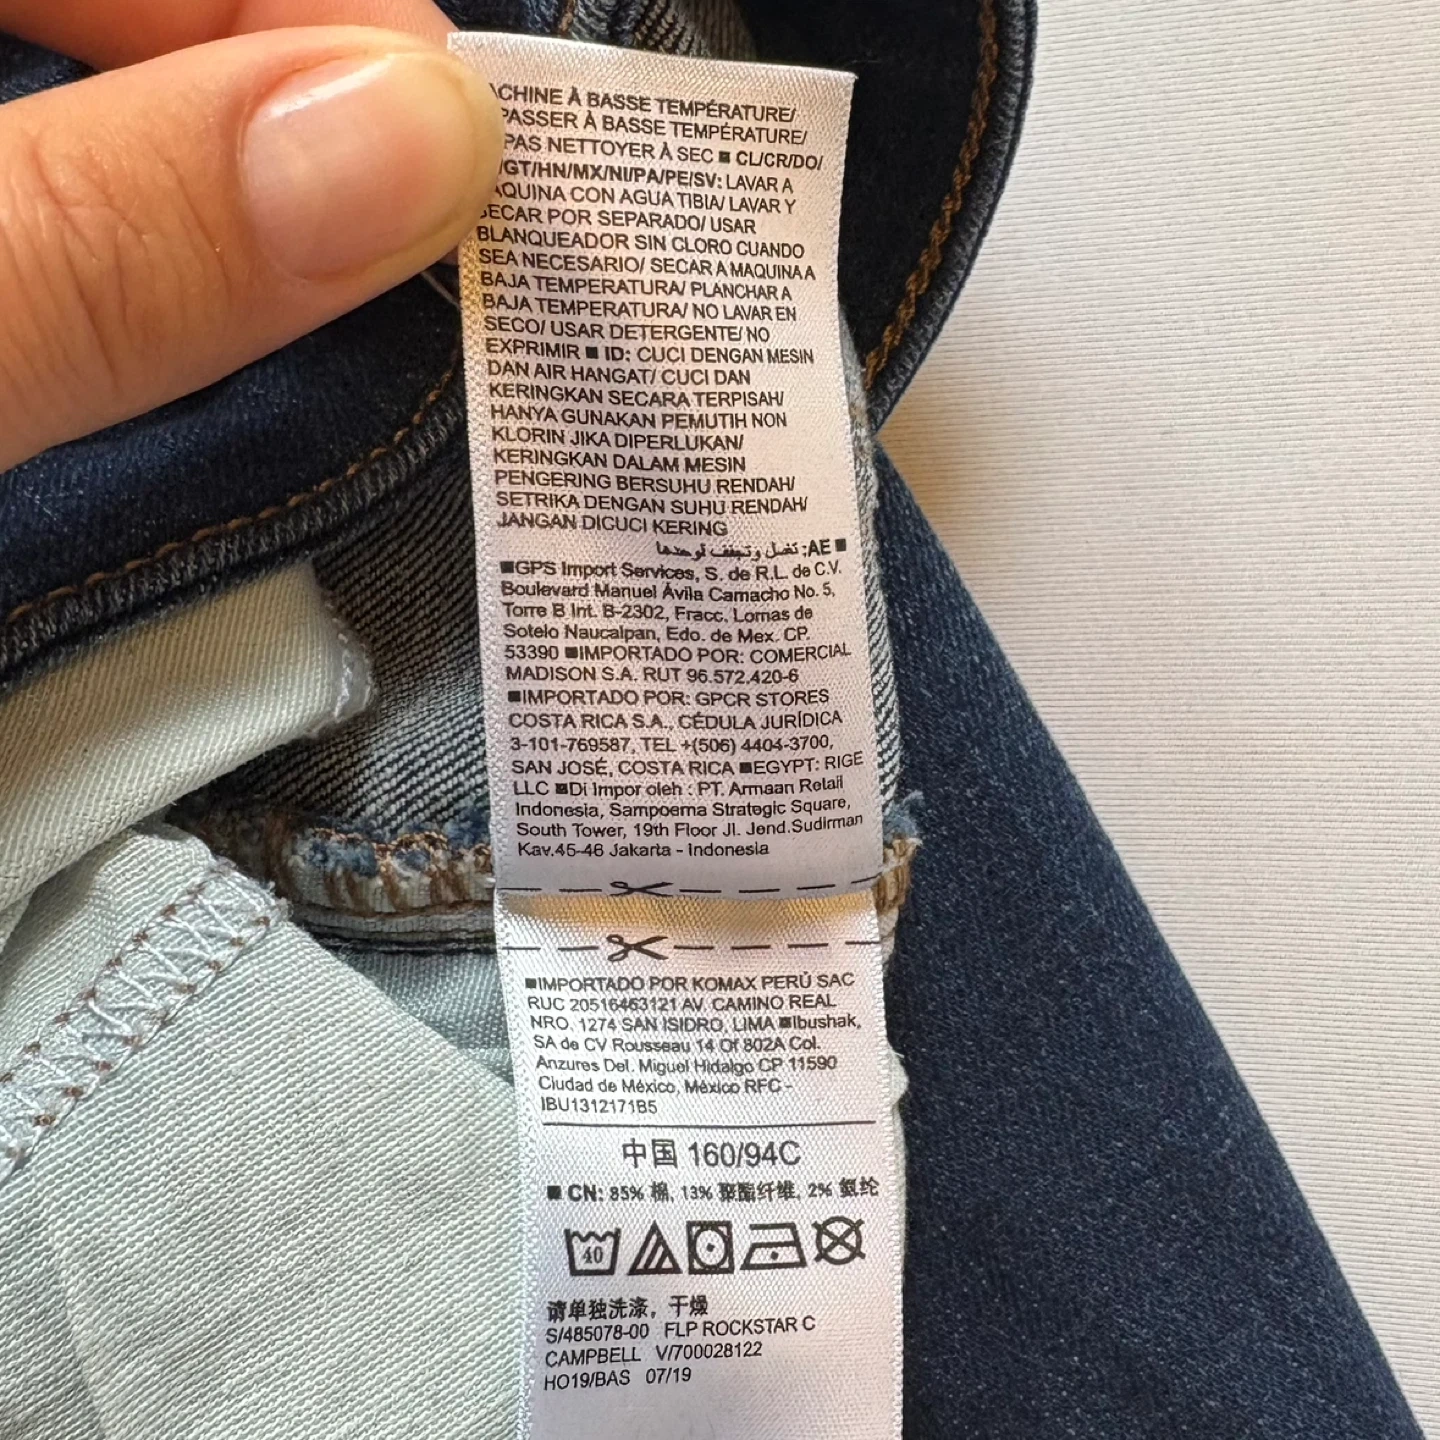 CHINE À BASSE TEMPÉRATURE/
PASSER À BASSE TEMPÉRATURE/
PAS NETTOYER À SEC ■ CL/CR/DO/
/GT/HN/MX/NI/PA/PE/SV: LAVAR A
AQUINA CON AGUA TIBIA/ LAVAR Y
SECAR POR SEPARADO/ USAR
BLANQUEADOR SIN CLORO CUANDO
SEA NECESARIO/ SECAR A MAQUINA A
BAJA TEMPERATURA/ PLANCHAR A
BAJA TEMPERATURA/ NO LAVAR EN
SECO/ USAR DETERGENTE/ NO
EXPRIMIR ■ ID: CUCI DENGAN MESIN
DAN AIR HANGAT/ CUCI DAN
KERINGKAN SECARA TERPISAH/
HANYA GUNAKAN PEMUTIH NON
KLORIN JIKA DIPERLUKAN/
KERINGKAN DALAM MESIN
PENGERING BERSUHU RENDAH/
SETRIKA DENGAN SUHU RENDAH/
JANGAN DICUCI KERING
■ AE: تغسل وتجفف لوحدها
■GPS Import Services, S. de R.L. de C.V.
Boulevard Manuel Ávila Camacho No. 5,
Torre B Int. B-2302, Fracc. Lomas de
Sotelo Naucalpan, Edo. de Mex. CP.
53390 ■IMPORTADO POR: COMERCIAL
MADISON S.A. RUT 96.572.420-6
■IMPORTADO POR: GPCR STORES
COSTA RICA S.A., CÉDULA JURÍDICA
3-101-769587, TEL +(506) 4404-3700,
SAN JOSÉ, COSTA RICA ■EGYPT: RIGE
LLC ■Di Impor oleh : PT. Armaan Retail
Indonesia, Sampoerna Strategic Square,
South Tower, 19th Floor Jl. Jend.Sudirman
Kav.45-46 Jakarta - Indonesia
■IMPORTADO POR KOMAX PERÚ SAC
RUC 20516463121 AV. CAMINO REAL
NRO. 1274 SAN ISIDRO, LIMA ■Ibushak,
SA de CV Rousseau 14 Of 802A Col.
Anzures Del. Miguel Hidalgo CP 11590
Ciudad de México, México RFC -
IBU1312171B5
中国 160/94C
■ CN: 85% 棉, 13% 聚酯纤维, 2% 氨纶
40
请单独洗涤，干燥
S/485078-00 FLP ROCKSTAR C
CAMPBELL V/700028122
HO19/BAS 07/19